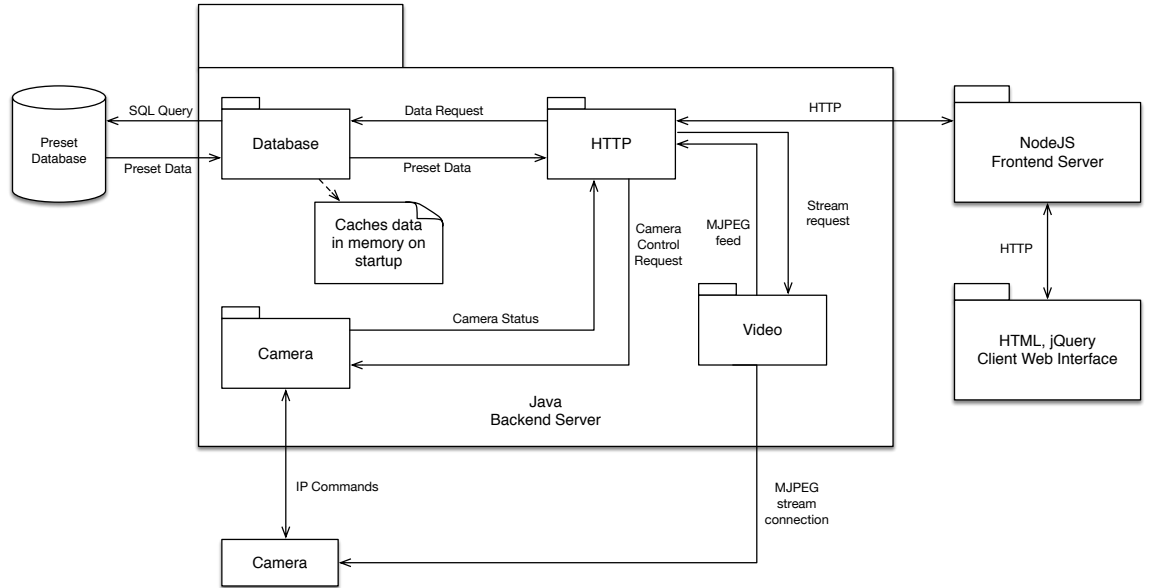 SQL Query
Data Request
HTTP
Preset
Database
Database
HTTP
NodeJS
Frontend Server
Preset Data
Preset Data
Caches data
in memory on
startup
Camera
Control
Request
MJPEG
feed
Stream
request
HTTP
Camera Status
Camera
Video
HTML, jQuery
Client Web Interface
Java
Backend Server
IP Commands
MJPEG
stream
connection
Camera